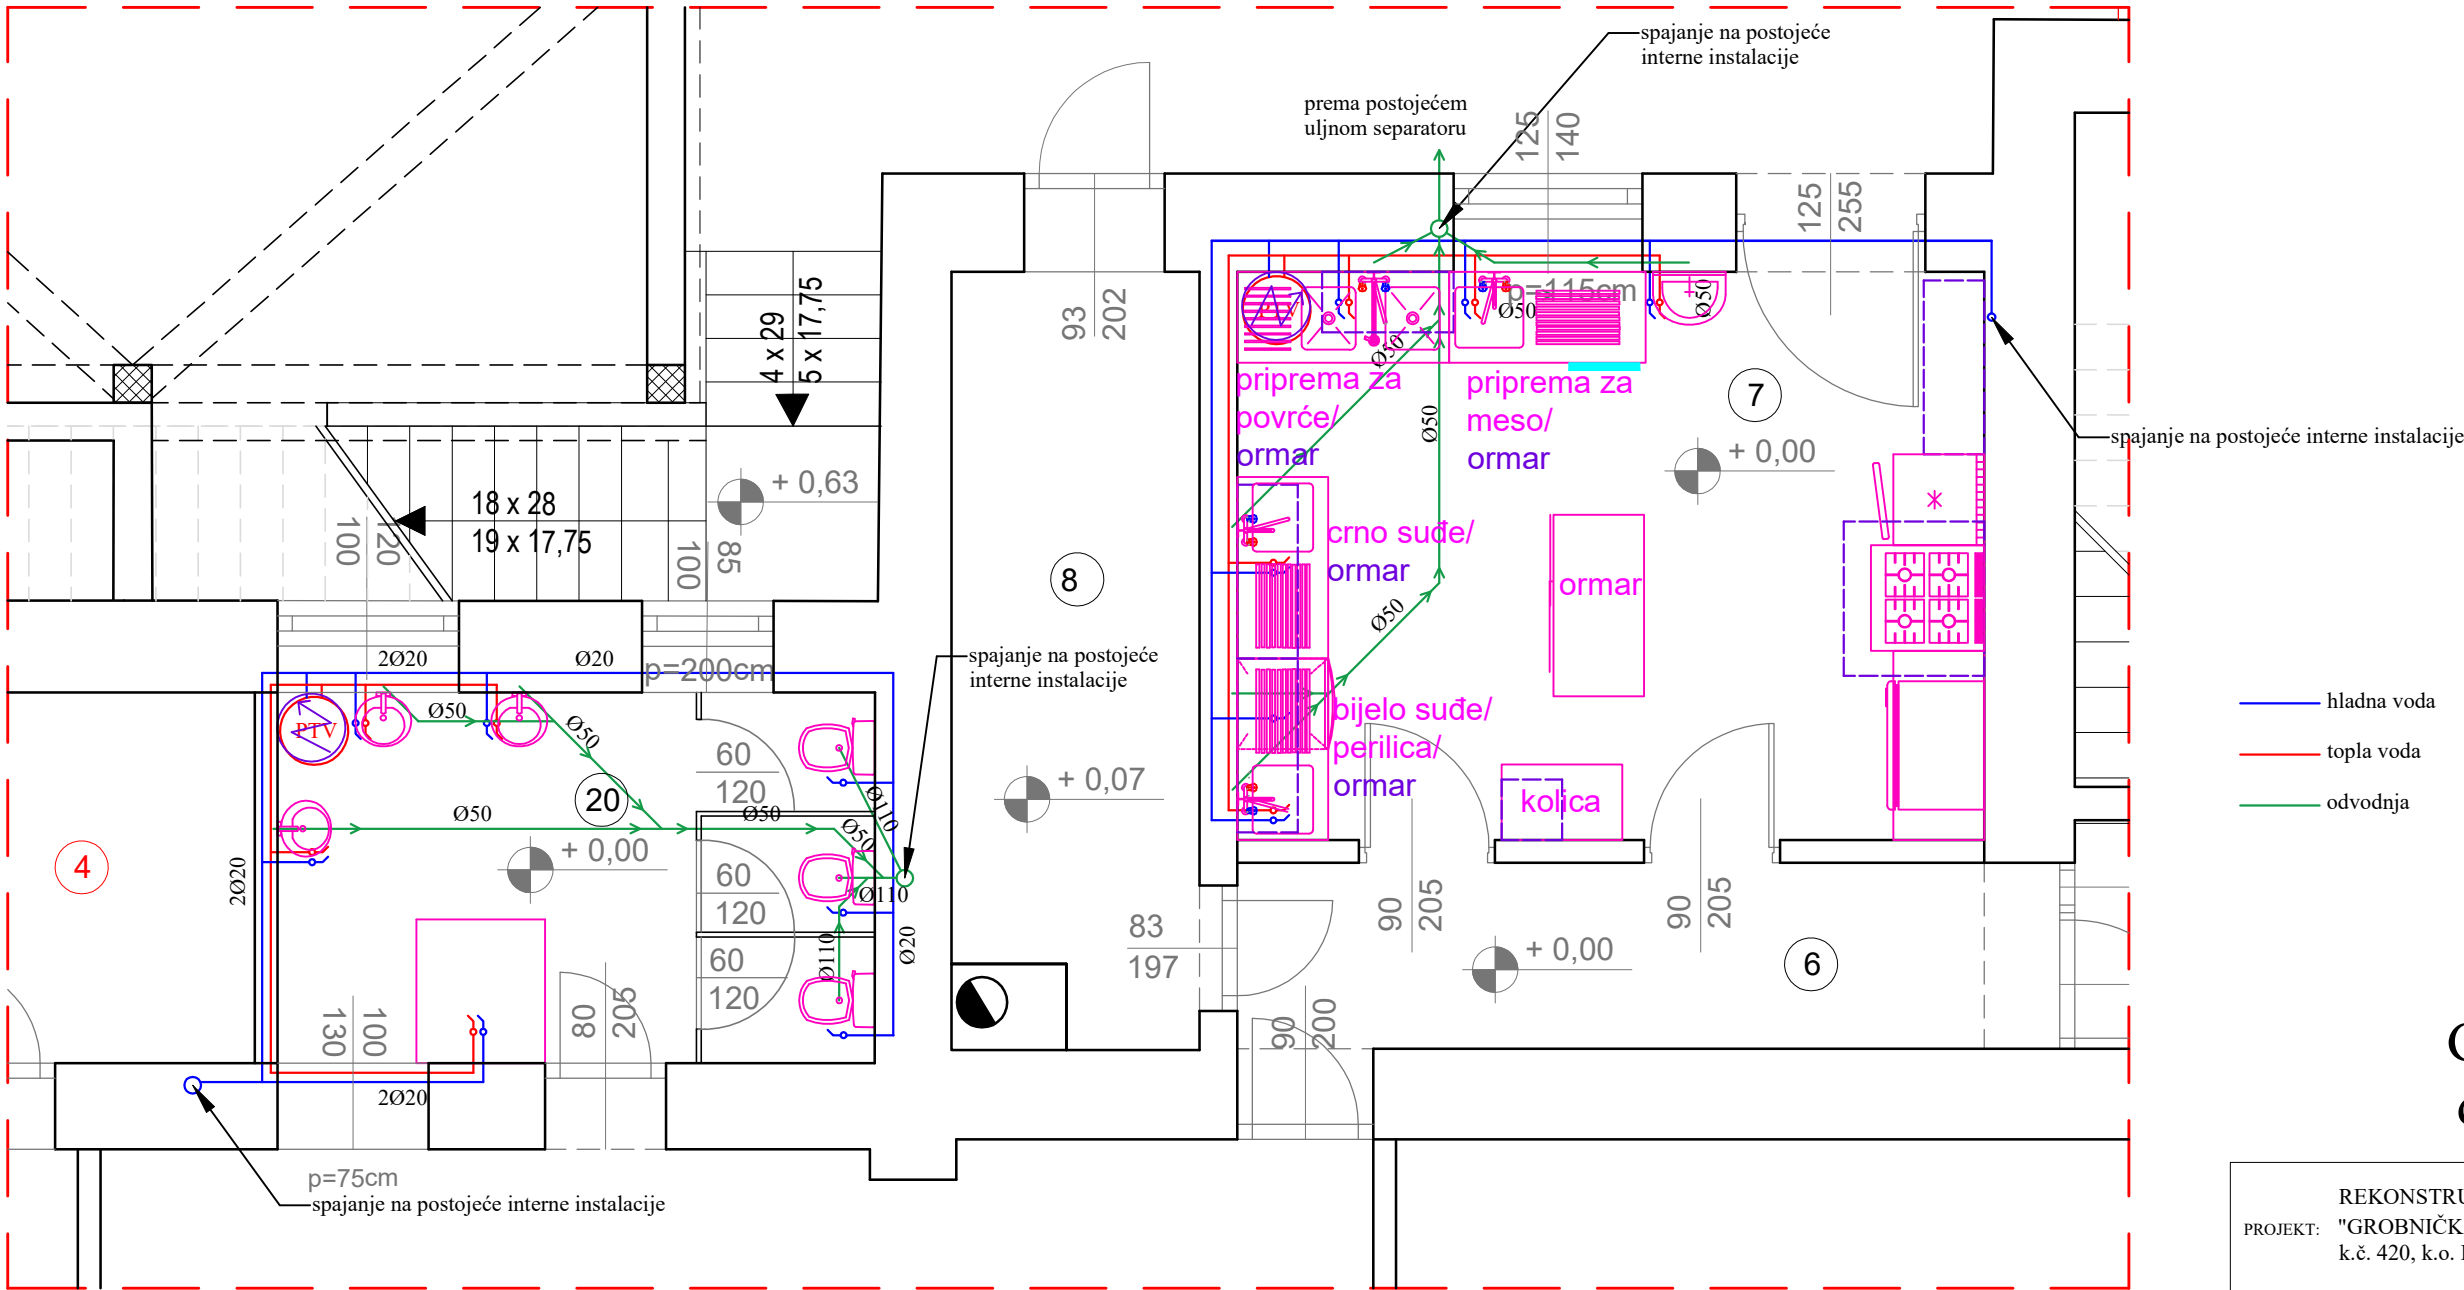 spajanje na postojeće
interne instalacije
prema postojećem
uljnom separatoru
125
140
125
255
93
202
4 x 29
5 x 17,75
p=115cm
Ø50
Ø50
Ø50
priprema za
povrće/
ormar
priprema za
meso/
ormar
7
Ø50
+ 0,00
spajanje na postojeće interne instalacije
+ 0,63
18 x 28
19 x 17,75
100
120
100
85
crno suđe/
ormar
ormar
8
Ø50
spajanje na postojeće
interne instalacije
2Ø20
Ø20
p=200cm
PTV
Ø50
Ø50
bijelo suđe/
perilica/
ormar
hladna voda
topla voda
odvodnja
60
120
+ 0,07
20
Ø110
kolica
Ø50
Ø50
Ø50
+ 0,00
4
2Ø20
60
120
Ø110
90
205
90
205
83
197
Ø20
Ø110
+ 0,00
6
60
120
130
100
80
205
90
200
2Ø20
p=75cm
spajanje na postojeće interne instalacije
PROJEKT:
"GROBNIČK
k.č. 420, k.o.
REKONSTRU